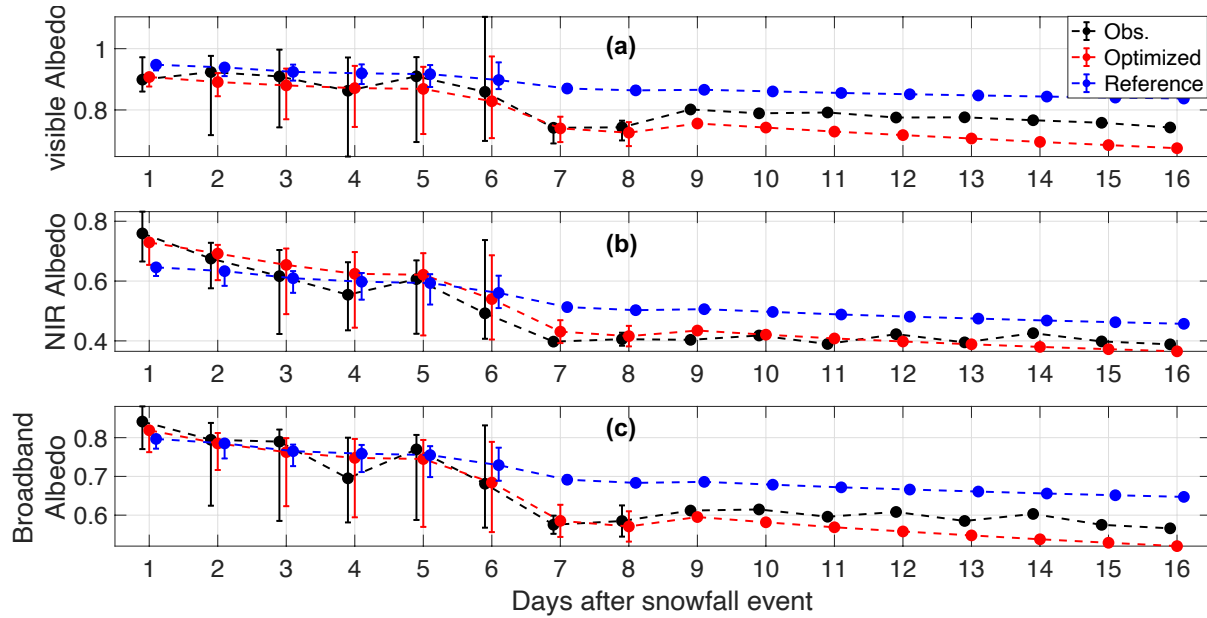 (a)
Obs.
Optimized
Reference
visible Albedo
1
0.8
1 2 3 4 5 6 7 8 9 10 11 12 13 14 15 16
(b)
NIR Albedo
0.8
0.6
0.4
1 2 3 4 5 6 7 8 9 10 11 12 13 14 15 16
(c)
Broadband
Albedo
0.8
0.7
0.6
1 2 3 4 5 6 7 8 9 10 11 12 13 14 15 16
Days after snowfall event